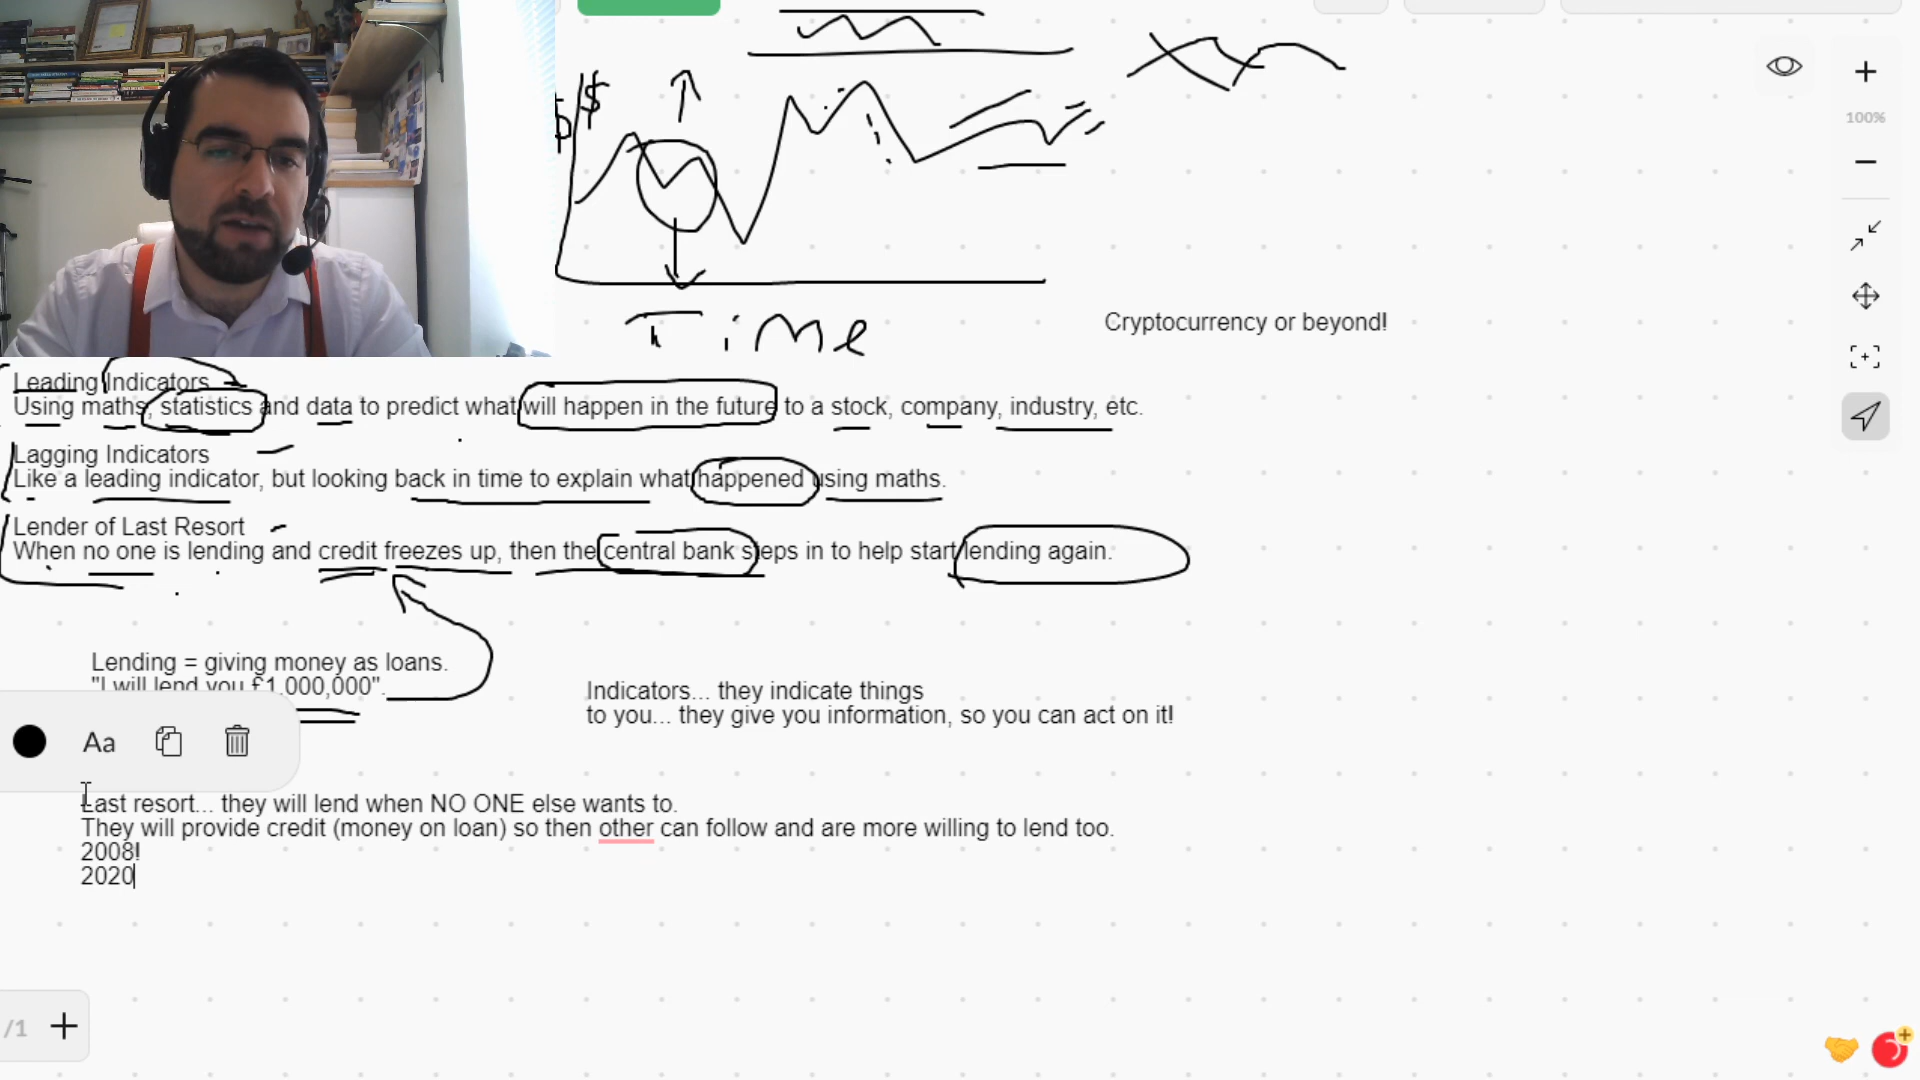 $ $
Time
100%
Cryptocurrency or beyond!
Leading Indicators
Using maths, statistics and data to predict what will happen in the future to a stock, company, industry, etc.
Lagging Indicators
Like a leading indicator, but looking back in time to explain what happened using maths.
Lender of Last Resort
When no one is lending and credit freezes up, then the central bank steps in to help start lending again.
Lending = giving money as loans.
"I will lend you £1,000,000".
Indicators... they indicate things
to you... they give you information, so you can act on it!
Aa
Last resort... they will lend when NO ONE else wants to.
They will provide credit (money on loan) so then other can follow and are more willing to lend too.
2008!
2020
/1